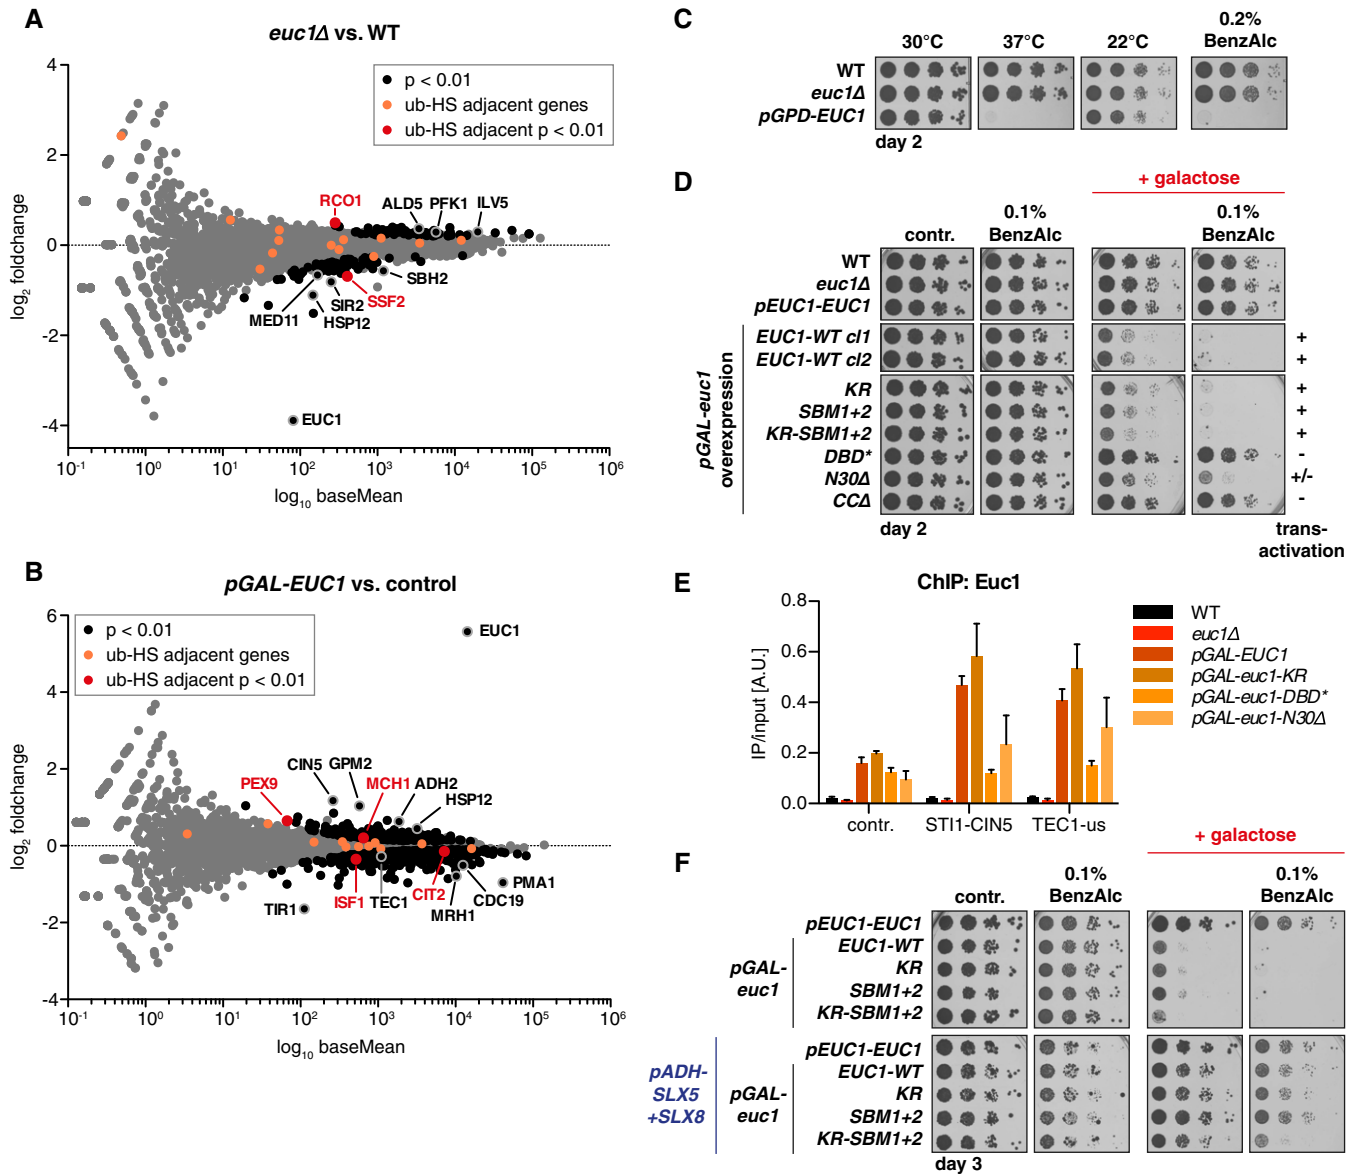 A
euc1Δ vs. WT
p < 0.01
ub-HS adjacent genes
ub-HS adjacent p < 0.01
4
2
0
-2
-4
log2 foldchange
RCO1
ALD5
PFK1
ILV5
SBH2
SSF2
SIR2
HSP12
MED11
EUC1
10-1
100
101
102
103
104
105
106
log10 baseMean
B
pGAL-EUC1 vs. control
p < 0.01
ub-HS adjacent genes
ub-HS adjacent p < 0.01
6
4
2
0
-2
-4
log2 foldchange
EUC1
CIN5
GPM2
PEX9
MCH1
ADH2
HSP12
TIR1
ISF1
TEC1
CIT2
MRH1
CDC19
PMA1
10-1
100
101
102
103
104
105
106
log10 baseMean
C
30°C
37°C
22°C
0.2%
BenzAlc
WT
euc1Δ
pGPD-EUC1
day 2
D
+ galactose
contr.
0.1%
BenzAlc
0.1%
BenzAlc
WT
euc1Δ
pEUC1-EUC1
pGAL-euc1
overexpression
EUC1-WT cl1
+
EUC1-WT cl2
+
KR
+
SBM1+2
+
KR-SBM1+2
+
DBD*
-
N30Δ
+/-
CCΔ
-
day 2
trans-
activation
E
ChIP: Euc1
0.8
0.6
0.4
0.2
0.0
IP/input [A.U.]
contr.
STI1-CIN5
TEC1-us
WT
euc1Δ
pGAL-EUC1
pGAL-euc1-KR
pGAL-euc1-DBD*
pGAL-euc1-N30Δ
F
+ galactose
contr.
0.1%
BenzAlc
0.1%
BenzAlc
pEUC1-EUC1
pGAL-
euc1
EUC1-WT
KR
SBM1+2
KR-SBM1+2
pADH-
SLX5
+SLX8
pEUC1-EUC1
pGAL-
euc1
EUC1-WT
KR
SBM1+2
KR-SBM1+2
day 3